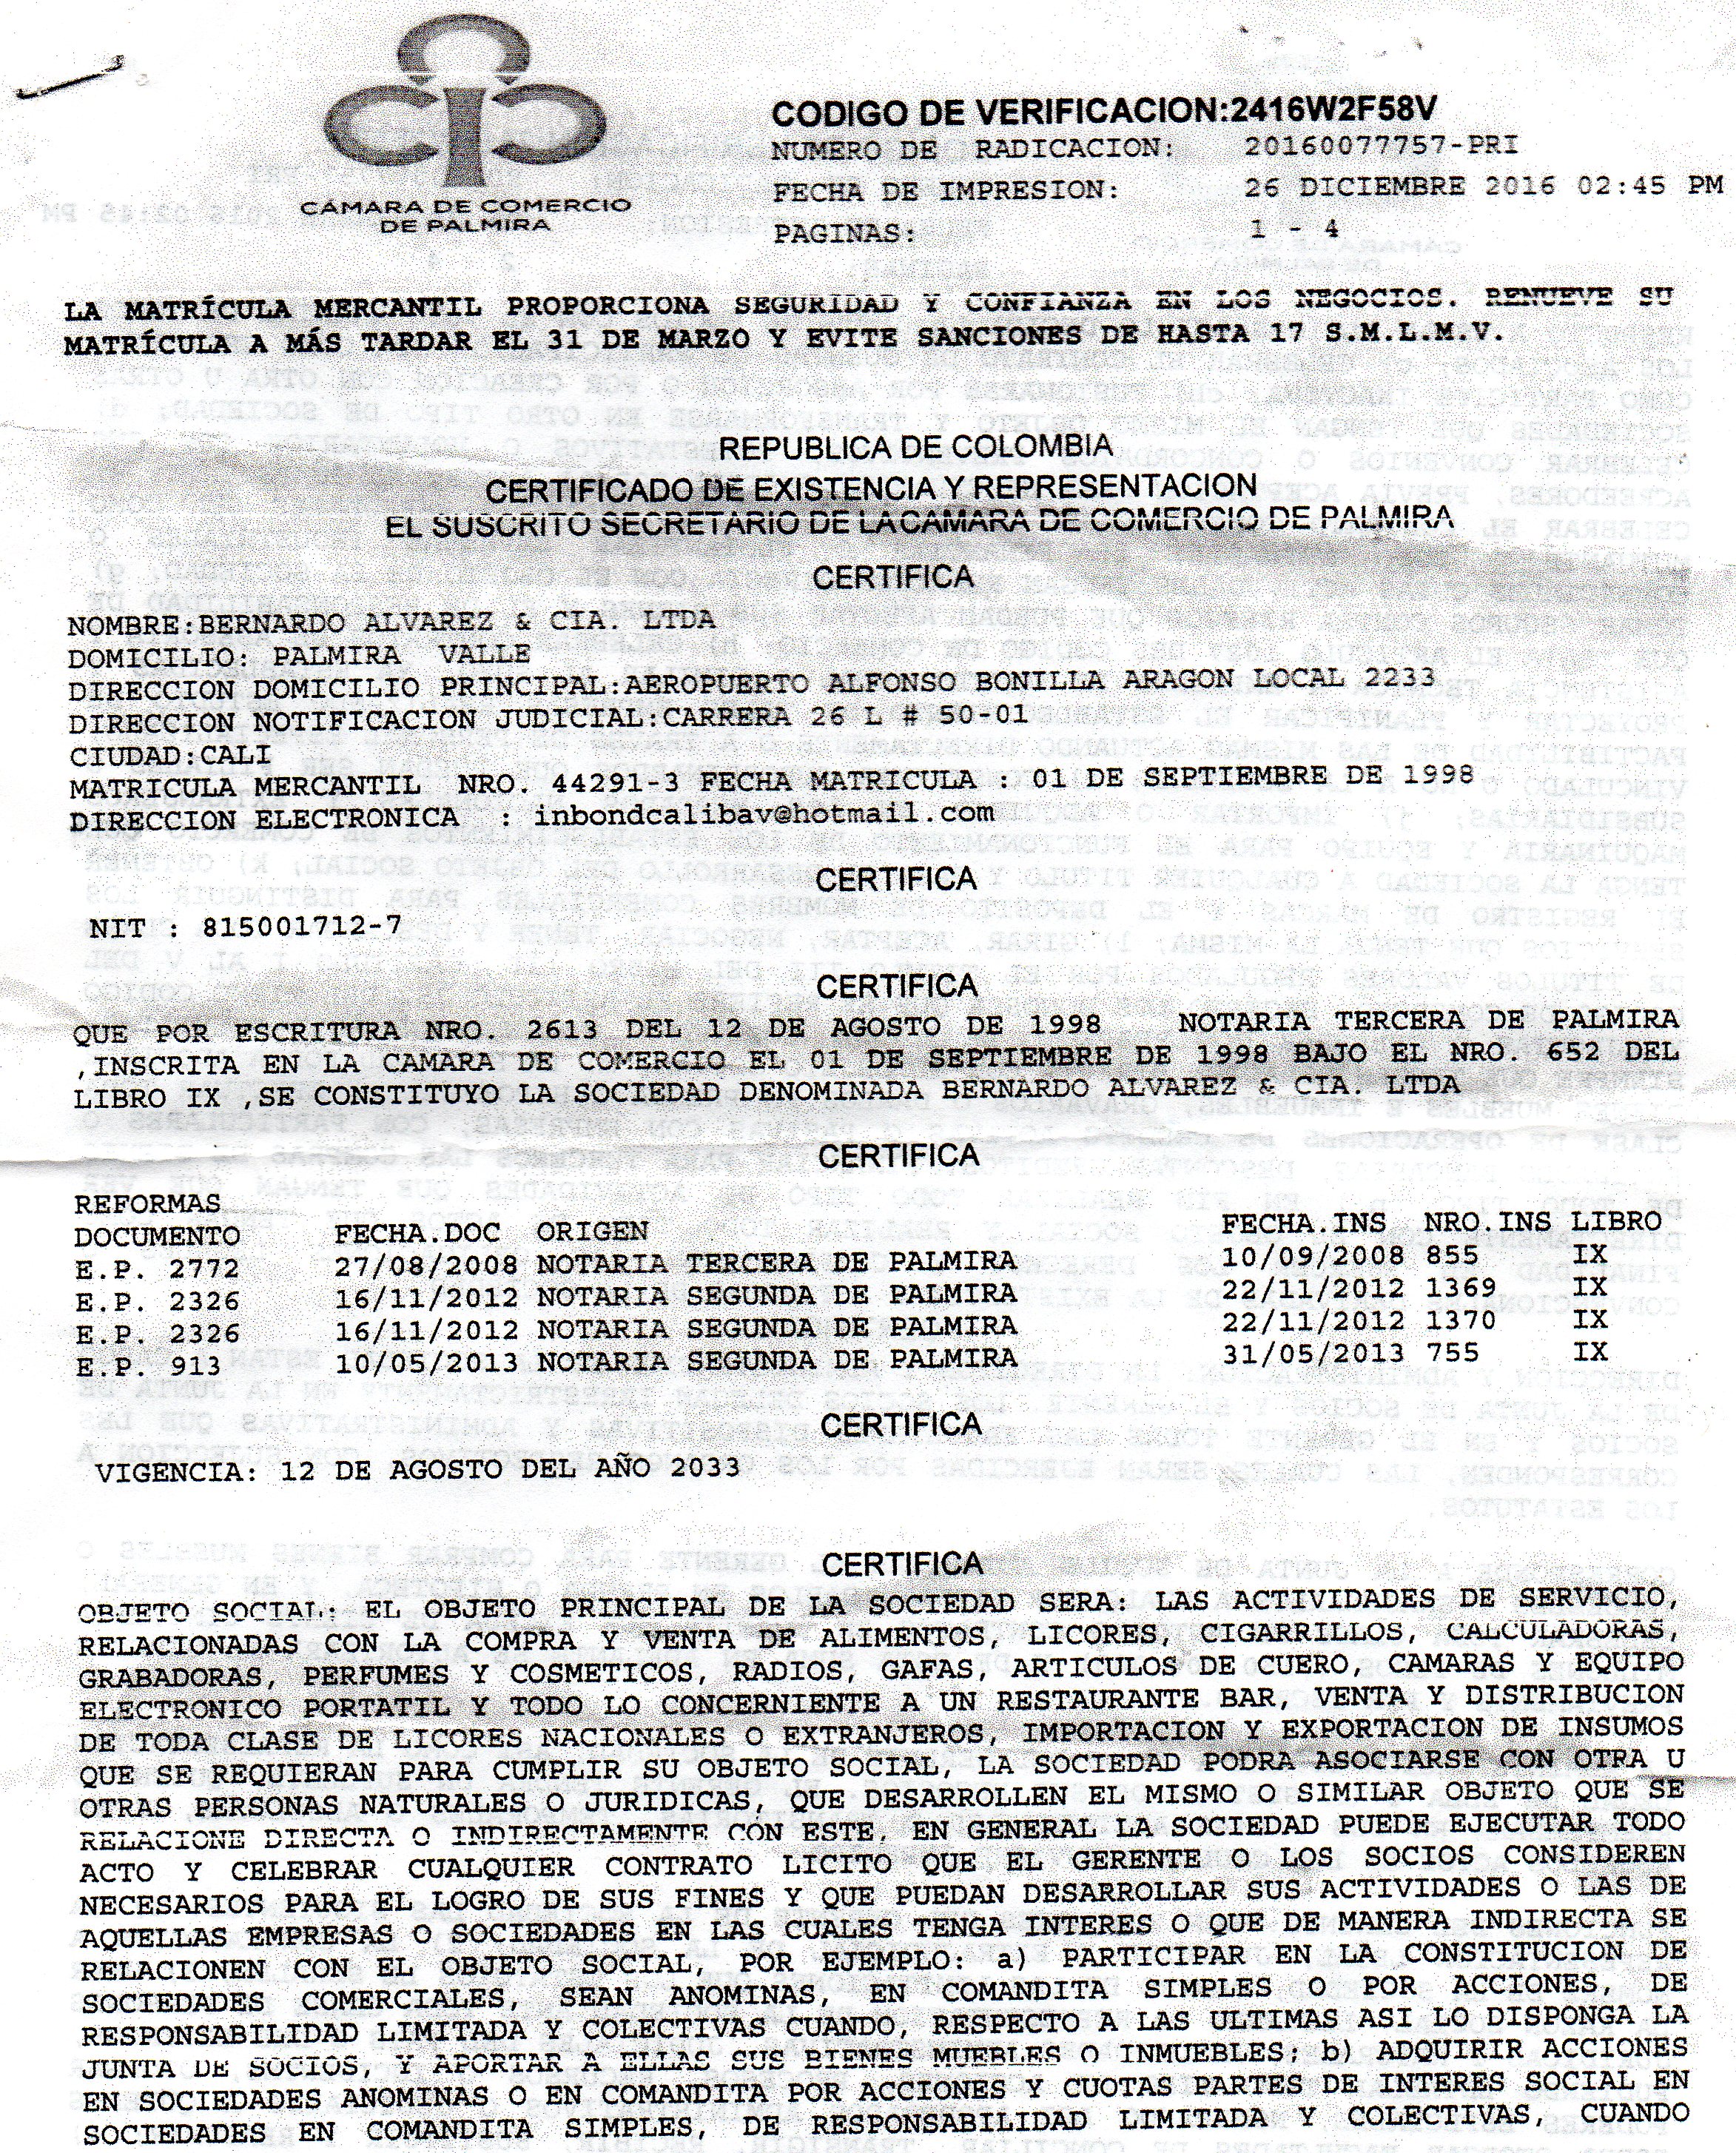 CÁMARA DE COMERCIO
DE PALMIRA
CODIGO DE VERIFICACION:2416W2F58V
NUMERO DE RADICACION: 20160077757-PRI
FECHA DE IMPRESION: 26 DICIEMBRE 2016 02:45 PM
PAGINAS: 1 - 4
LA MATRÍCULA MERCANTIL PROPORCIONA SEGURIDAD Y CONFIANZA EN LOS NEGOCIOS. RENUEVE SU
MATRÍCULA A MÁS TARDAR EL 31 DE MARZO Y EVITE SANCIONES DE HASTA 17 S.M.L.M.V.
REPUBLICA DE COLOMBIA
CERTIFICADO DE EXISTENCIA Y REPRESENTACION
EL SUSCRITO SECRETARIO DE LA CAMARA DE COMERCIO DE PALMIRA
CERTIFICA
NOMBRE:BERNARDO ALVAREZ & CIA. LTDA
DOMICILIO: PALMIRA VALLE
DIRECCION DOMICILIO PRINCIPAL:AEROPUERTO ALFONSO BONILLA ARAGON LOCAL 2233
DIRECCION NOTIFICACION JUDICIAL:CARRERA 26 L # 50-01
CIUDAD:CALI
MATRICULA MERCANTIL NRO. 44291-3 FECHA MATRICULA : 01 DE SEPTIEMBRE DE 1998
DIRECCION ELECTRONICA : inbondcalibav@hotmail.com
CERTIFICA
NIT : 815001712-7
CERTIFICA
QUE POR ESCRITURA NRO. 2613 DEL 12 DE AGOSTO DE 1998 NOTARIA TERCERA DE PALMIRA
,INSCRITA EN LA CAMARA DE COMERCIO EL 01 DE SEPTIEMBRE DE 1998 BAJO EL NRO. 652 DEL
LIBRO IX ,SE CONSTITUYO LA SOCIEDAD DENOMINADA BERNARDO ALVAREZ & CIA. LTDA
CERTIFICA
REFORMAS
DOCUMENTO FECHA.DOC ORIGEN FECHA.INS NRO.INS LIBRO
E.P. 2772 27/08/2008 NOTARIA TERCERA DE PALMIRA 10/09/2008 855 IX
E.P. 2326 16/11/2012 NOTARIA SEGUNDA DE PALMIRA 22/11/2012 1369 IX
E.P. 2326 16/11/2012 NOTARIA SEGUNDA DE PALMIRA 22/11/2012 1370 IX
E.P. 913 10/05/2013 NOTARIA SEGUNDA DE PALMIRA 31/05/2013 755 IX
CERTIFICA
VIGENCIA: 12 DE AGOSTO DEL AÑO 2033
CERTIFICA
OBJETO SOCIAL: EL OBJETO PRINCIPAL DE LA SOCIEDAD SERA: LAS ACTIVIDADES DE SERVICIO,
RELACIONADAS CON LA COMPRA Y VENTA DE ALIMENTOS, LICORES, CIGARRILLOS, CALCULADORAS,
GRABADORAS, PERFUMES Y COSMETICOS, RADIOS, GAFAS, ARTICULOS DE CUERO, CAMARAS Y EQUIPO
ELECTRONICO PORTATIL Y TODO LO CONCERNIENTE A UN RESTAURANTE BAR, VENTA Y DISTRIBUCION
DE TODA CLASE DE LICORES NACIONALES O EXTRANJEROS, IMPORTACION Y EXPORTACION DE INSUMOS
QUE SE REQUIERAN PARA CUMPLIR SU OBJETO SOCIAL, LA SOCIEDAD PODRA ASOCIARSE CON OTRA U
OTRAS PERSONAS NATURALES O JURIDICAS, QUE DESARROLLEN EL MISMO O SIMILAR OBJETO QUE SE
RELACIONE DIRECTA O INDIRECTAMENTE CON ESTE. EN GENERAL LA SOCIEDAD PUEDE EJECUTAR TODO
ACTO Y CELEBRAR CUALQUIER CONTRATO LICITO QUE EL GERENTE O LOS SOCIOS CONSIDEREN
NECESARIOS PARA EL LOGRO DE SUS FINES Y QUE PUEDAN DESARROLLAR SUS ACTIVIDADES O LAS DE
AQUELLAS EMPRESAS O SOCIEDADES EN LAS CUALES TENGA INTERES O QUE DE MANERA INDIRECTA SE
RELACIONEN CON EL OBJETO SOCIAL, POR EJEMPLO: a) PARTICIPAR EN LA CONSTITUCION DE
SOCIEDADES COMERCIALES, SEAN ANOMINAS, EN COMANDITA SIMPLES O POR ACCIONES, DE
RESPONSABILIDAD LIMITADA Y COLECTIVAS CUANDO, RESPECTO A LAS ULTIMAS ASI LO DISPONGA LA
JUNTA DE SOCIOS, Y APORTAR A ELLAS SUS BIENES MUEBLES O INMUEBLES; b) ADQUIRIR ACCIONES
EN SOCIEDADES ANOMINAS O EN COMANDITA POR ACCIONES Y CUOTAS PARTES DE INTERES SOCIAL EN
SOCIEDADES EN COMANDITA SIMPLES, DE RESPONSABILIDAD LIMITADA Y COLECTIVAS, CUANDO